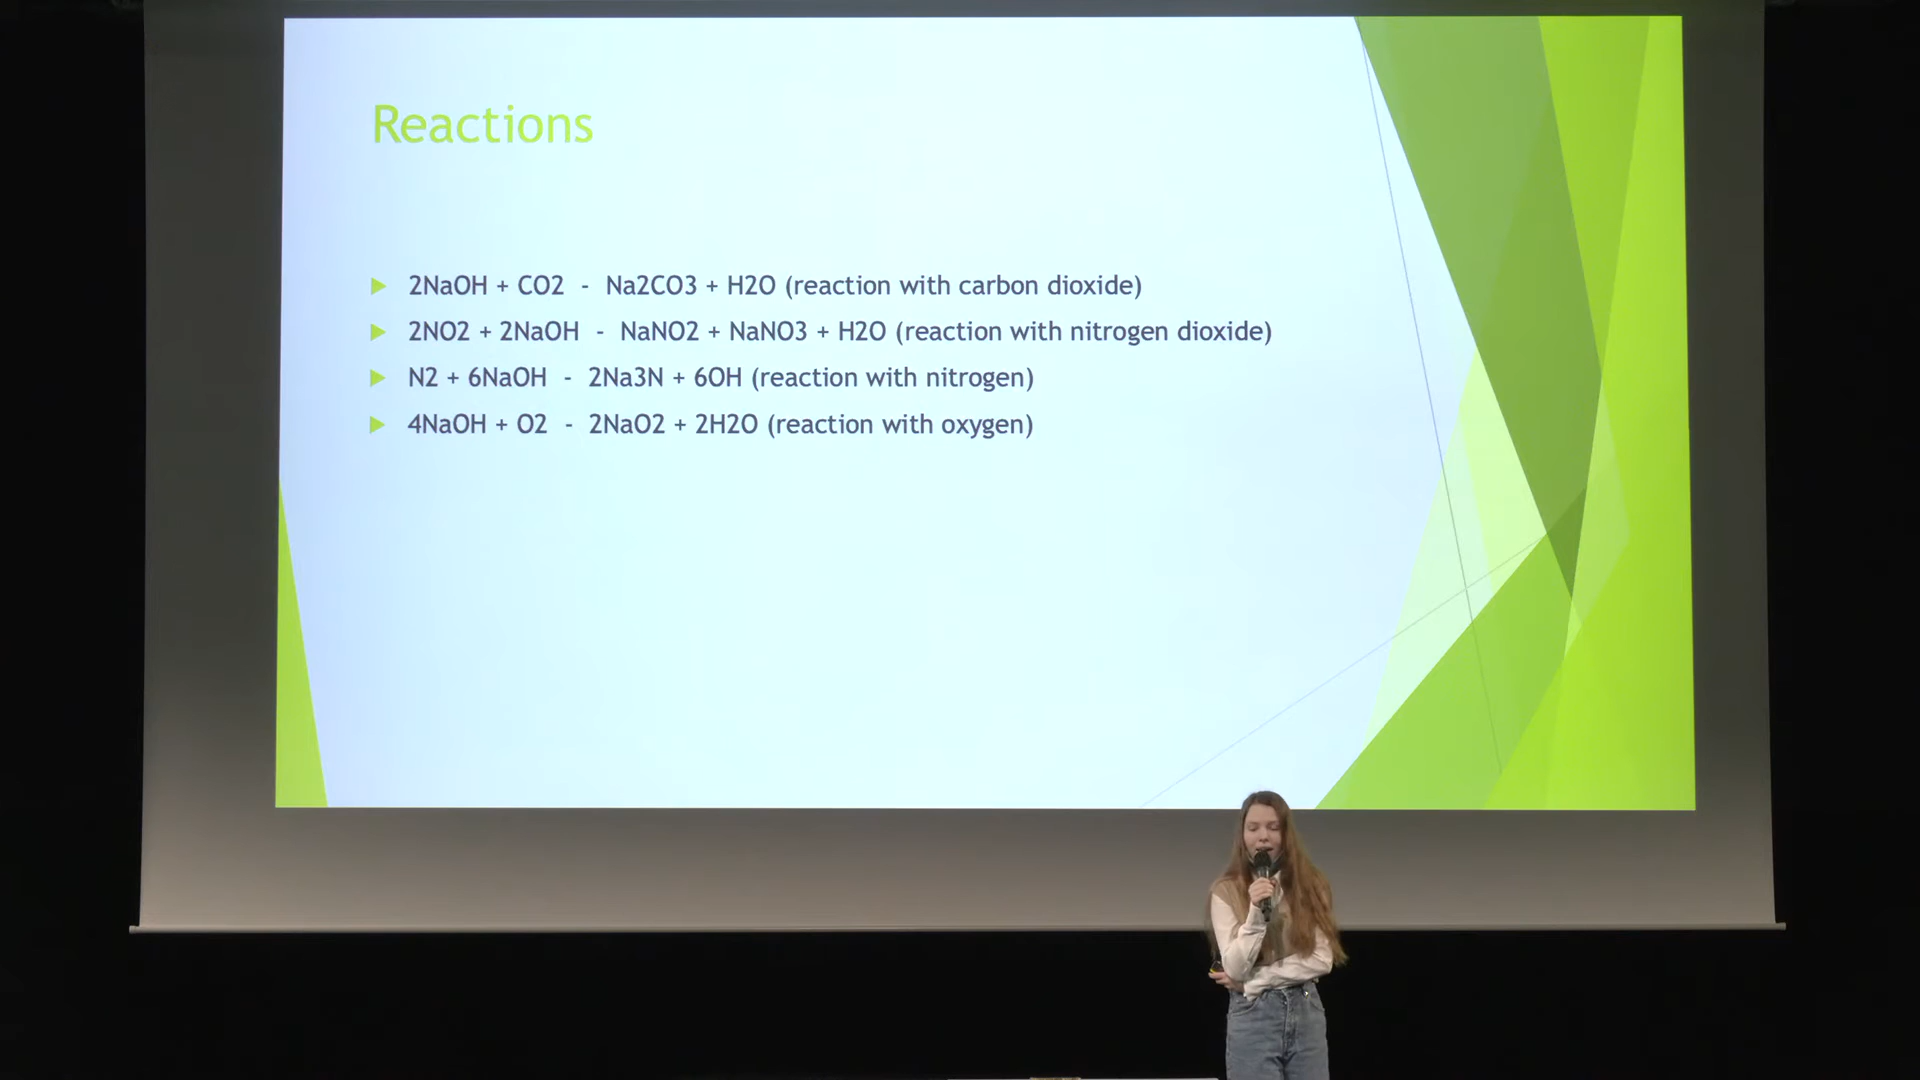 Reactions
2NaOH + CO2 - Na2CO3 + H2O (reaction with carbon dioxide)
2NO2 + 2NaOH - NaNO2 + NaNO3 + H2O (reaction with nitrogen dioxide)
N2 + 6NaOH - 2Na3N + 6OH (reaction with nitrogen)
4NaOH + O2 - 2NaO2 + 2H2O (reaction with oxygen)